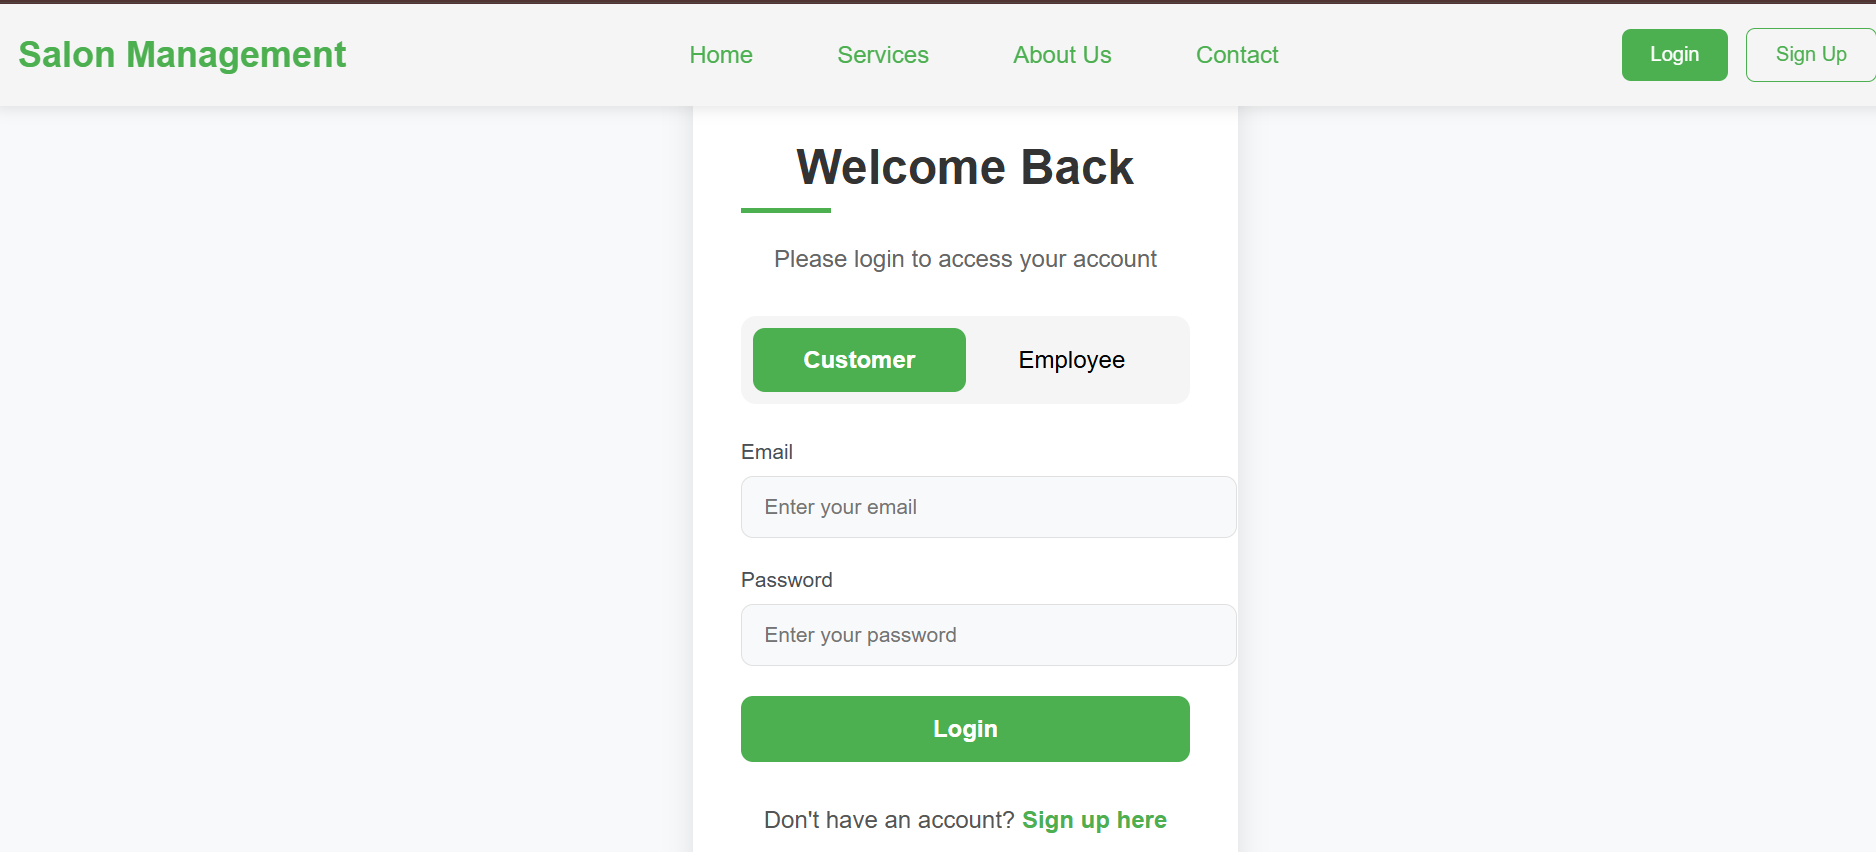 Salon Management
Home Services About Us Contact
Login Sign Up
Welcome Back
Please login to access your account
Customer Employee
Email
Enter your email
Password
Enter your password
Login
Don't have an account? Sign up here